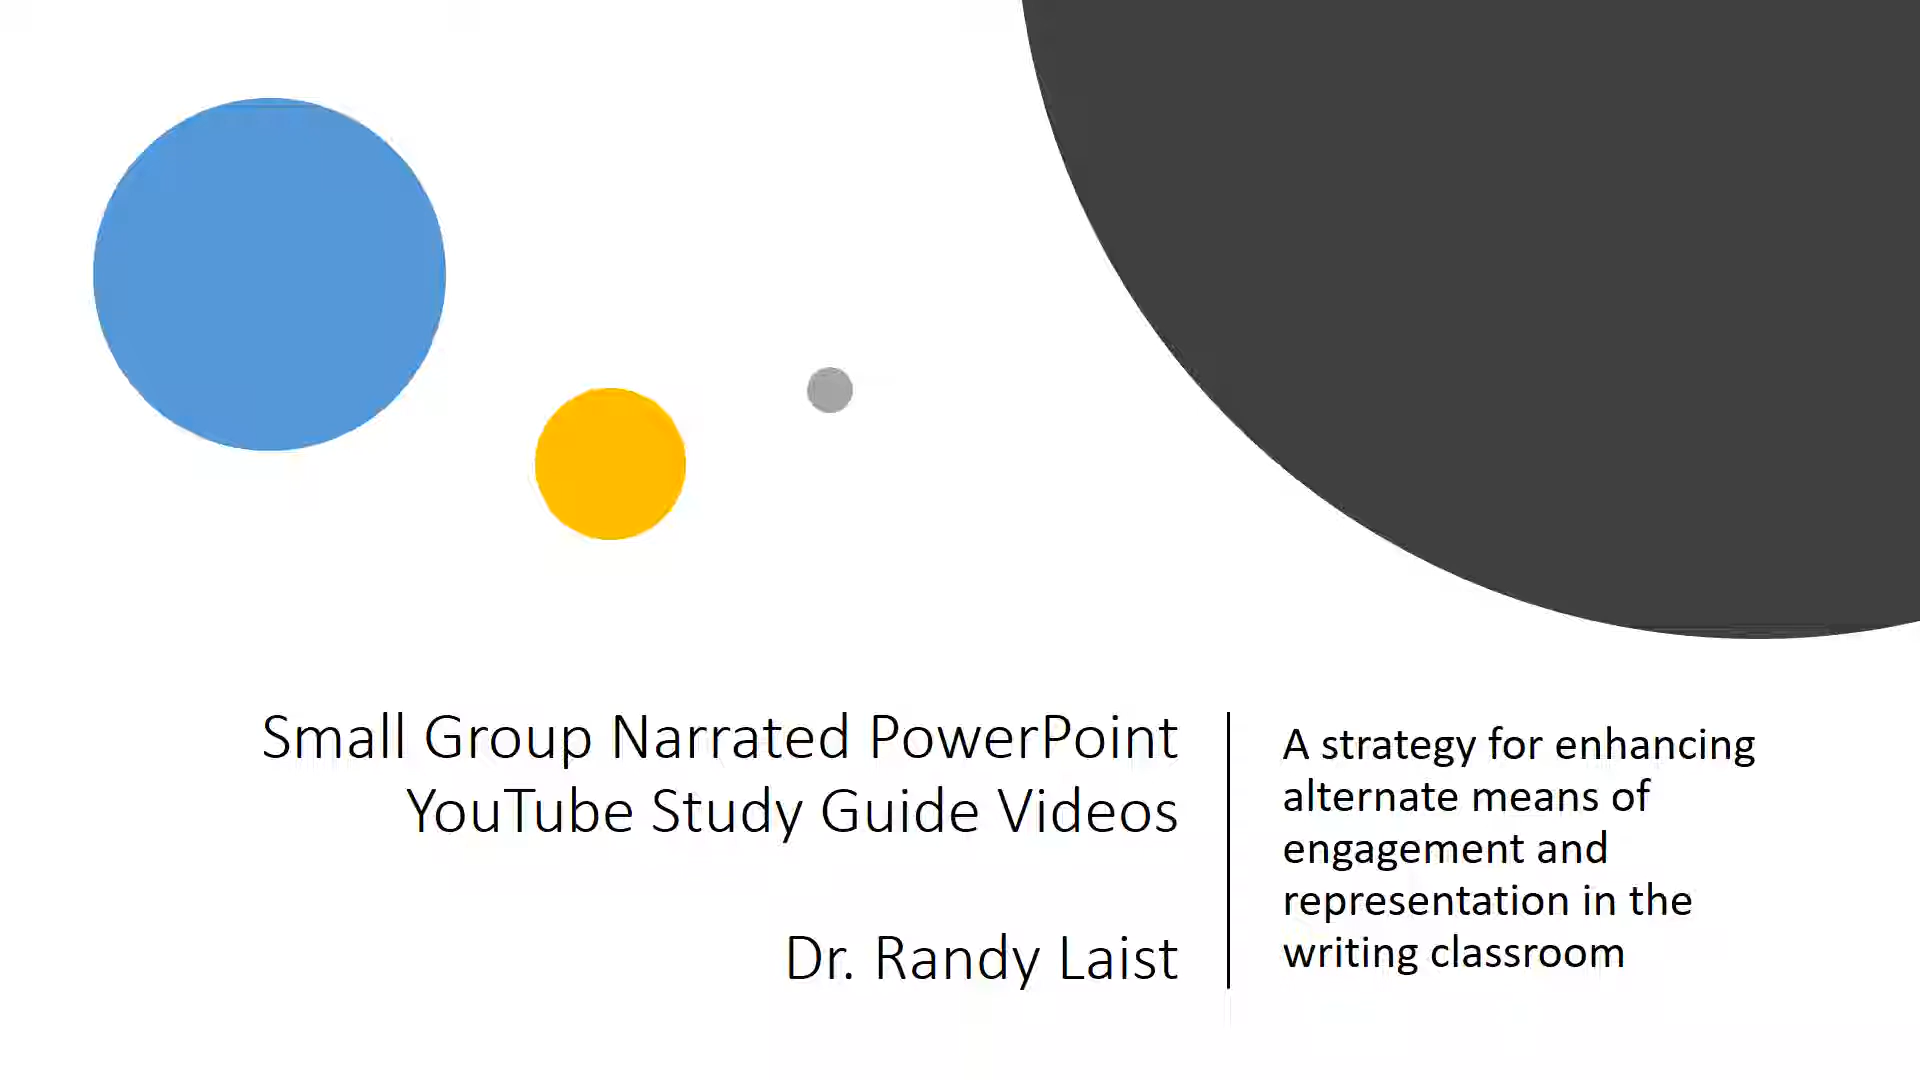 Small Group Narrated PowerPoint
YouTube Study Guide Videos
Dr. Randy Laist
A strategy for enhancing
alternate means of
engagement and
representation in the
writing classroom